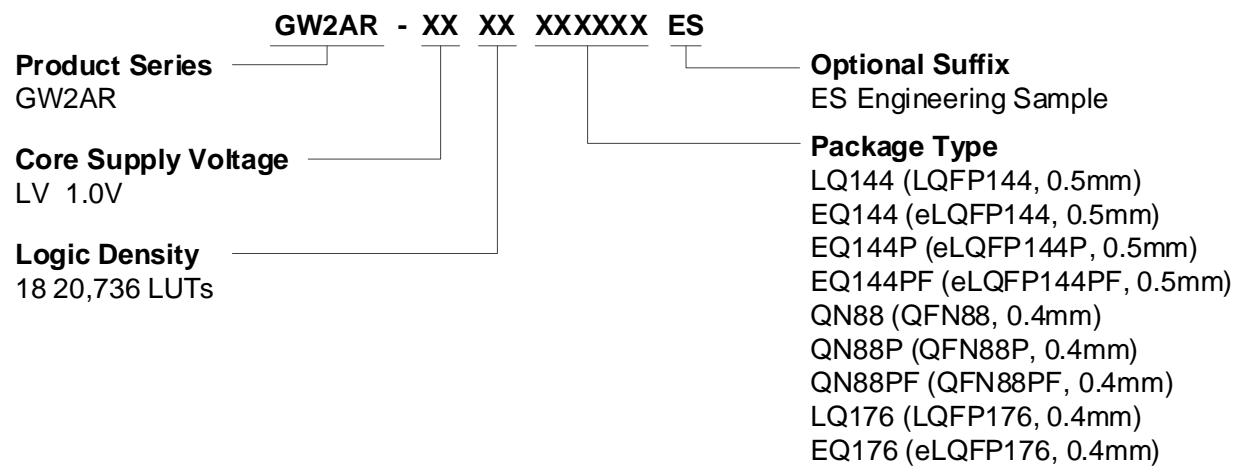 GW2AR - XX XX XXXXXX ES
Product Series
GW2AR
Core Supply Voltage
LV 1.0V
Logic Density
18 20,736 LUTs
Optional Suffix
ES Engineering Sample
Package Type
LQ144 (LQFP144, 0.5mm)
EQ144 (eLQFP144, 0.5mm)
EQ144P (eLQFP144P, 0.5mm)
EQ144PF (eLQFP144PF, 0.5mm)
QN88 (QFN88, 0.4mm)
QN88P (QFN88P, 0.4mm)
QN88PF (QFN88PF, 0.4mm)
LQ176 (LQFP176, 0.4mm)
EQ176 (eLQFP176, 0.4mm)